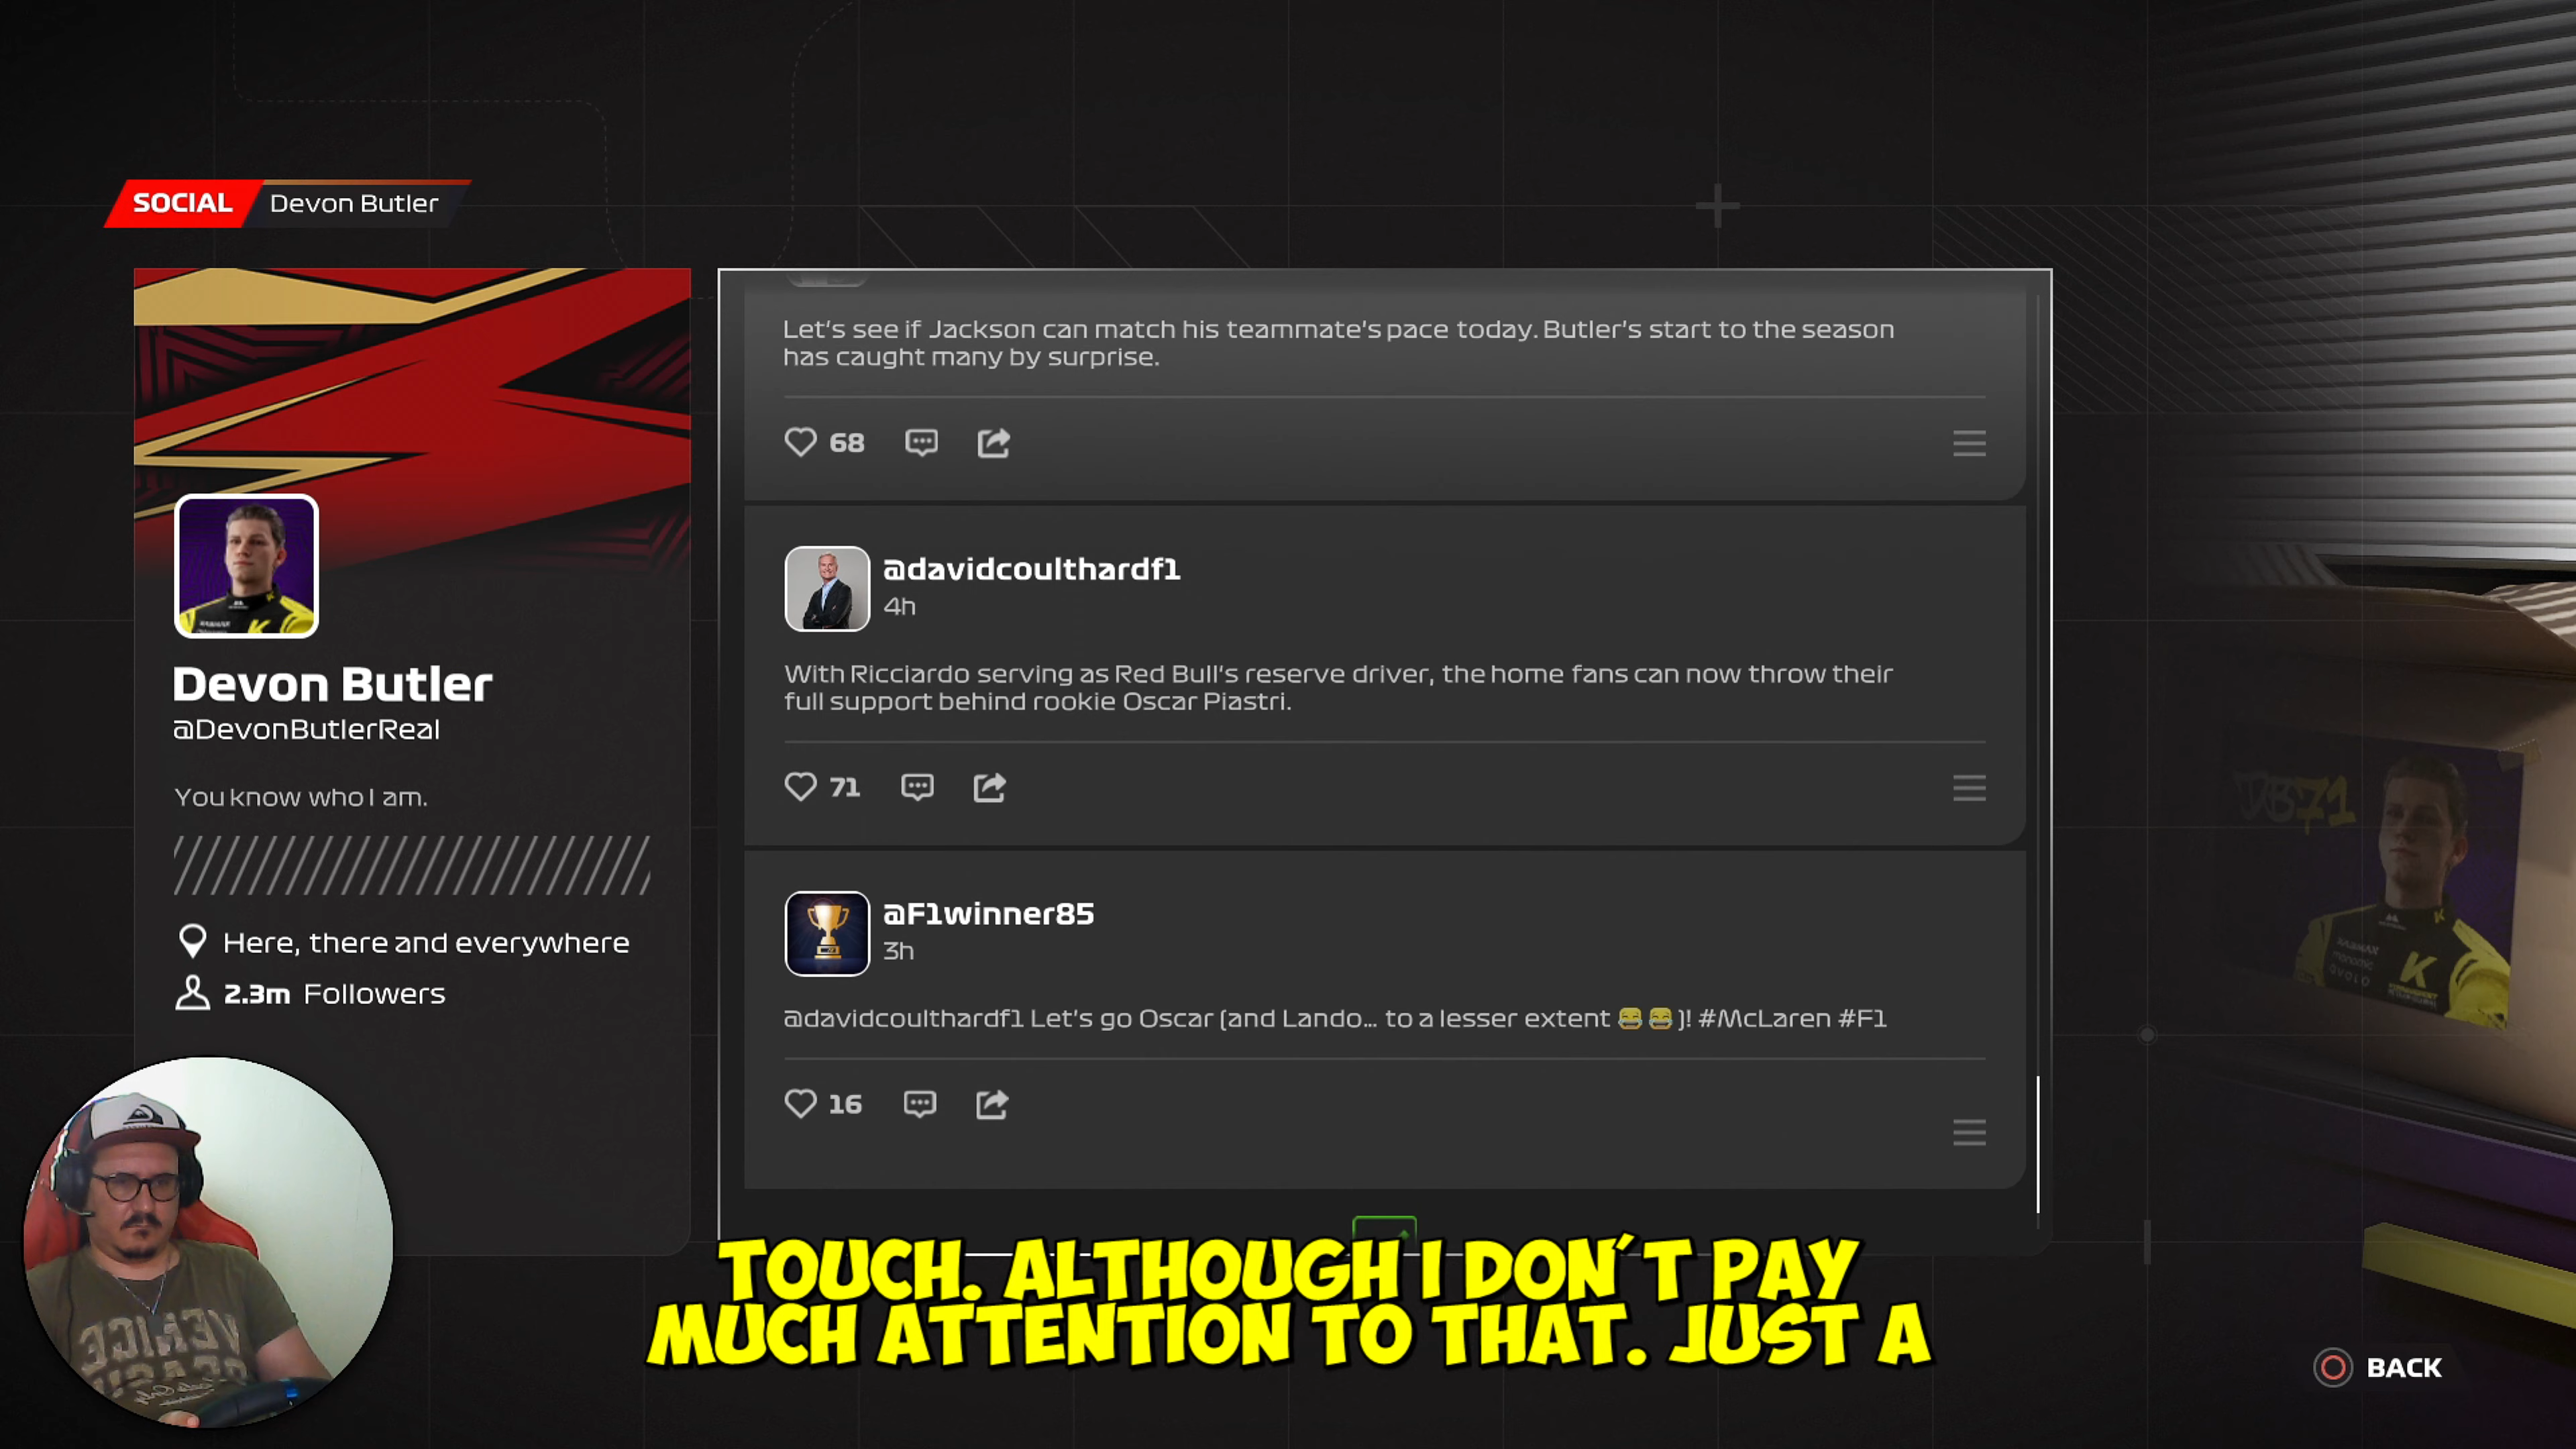 SOCIAL Devon Butler
Devon Butler
@DevonButlerReal
You know who I am.
Here, there and everywhere
2.3m Followers
Let's see if Jackson can match his teammate's pace today. Butler's start to the season
has caught many by surprise.
68
@davidcoulthardf1
4h
With Ricciardo serving as Red Bull's reserve driver, the home fans can now throw their
full support behind rookie Oscar Piastri.
71
@F1winner85
3h
@davidcoulthardf1 Let's go Oscar (and Lando... to a lesser extent 😂😂)! #McLaren #F1
16
DB71
K
TOUCH. ALTHOUGH I DON´T PAY
MUCH ATTENTION TO THAT. JUST A
BACK